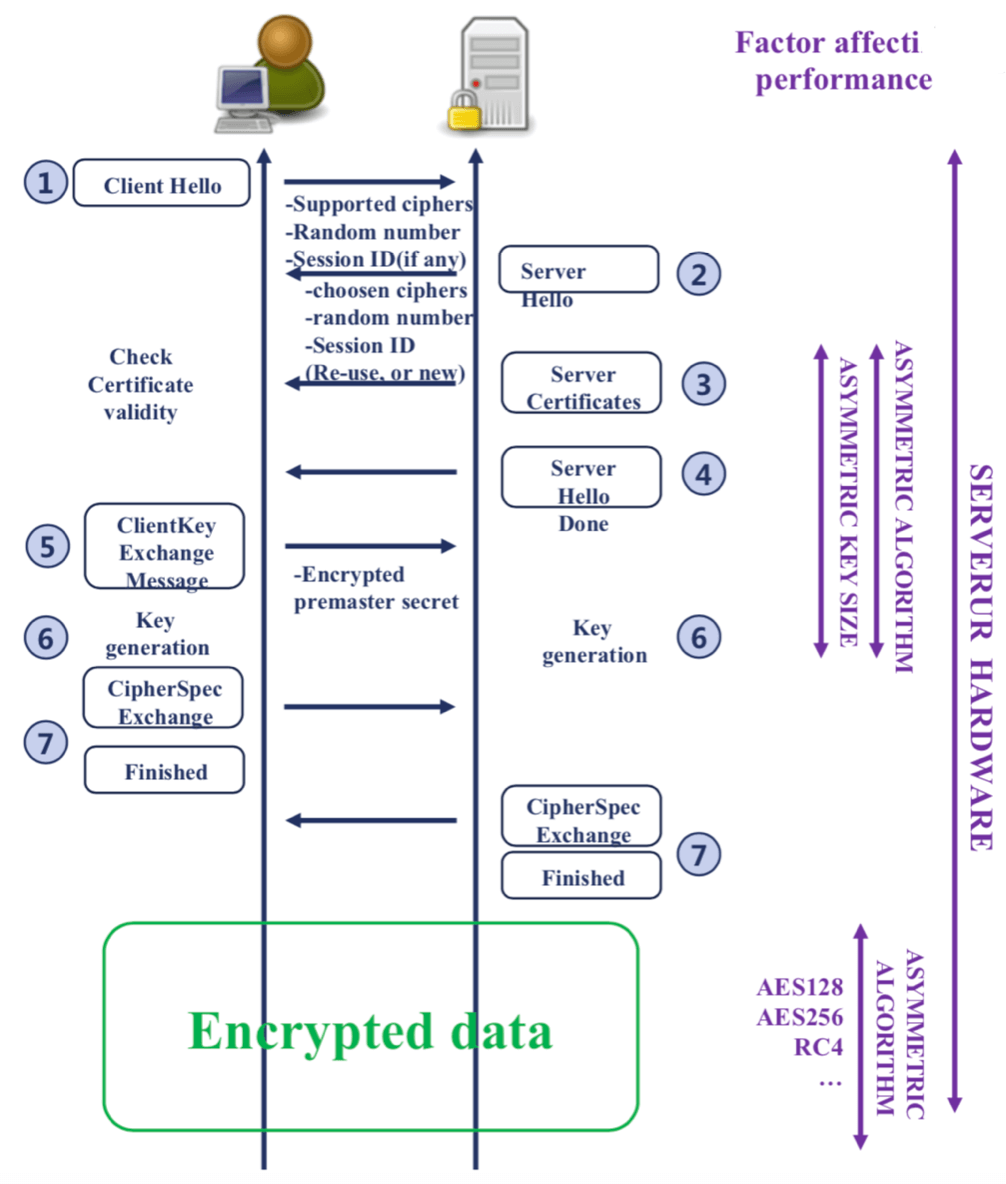 Factor affecti
performance
1
Client Hello
-Supported ciphers
-Random number
-Session ID(if any)
Server
Hello
2
-choosen ciphers
-random number
-Session ID
(Re-use, or new)
Check
Certificate
validity
Server
Certificates
3
Server
Hello
Done
4
5
ClientKey
Exchange
Message
-Encrypted
premaster secret
6
Key
generation
Key
generation
6
CipherSpec
Exchange
7
Finished
CipherSpec
Exchange
7
Finished
ASYMMETRIC KEY SIZE
ASYMMETRIC ALGORITHM
SERVERUR HARDWARE
Encrypted data
AES128
AES256
RC4
...
ASYMMETRIC
ALGORITHM